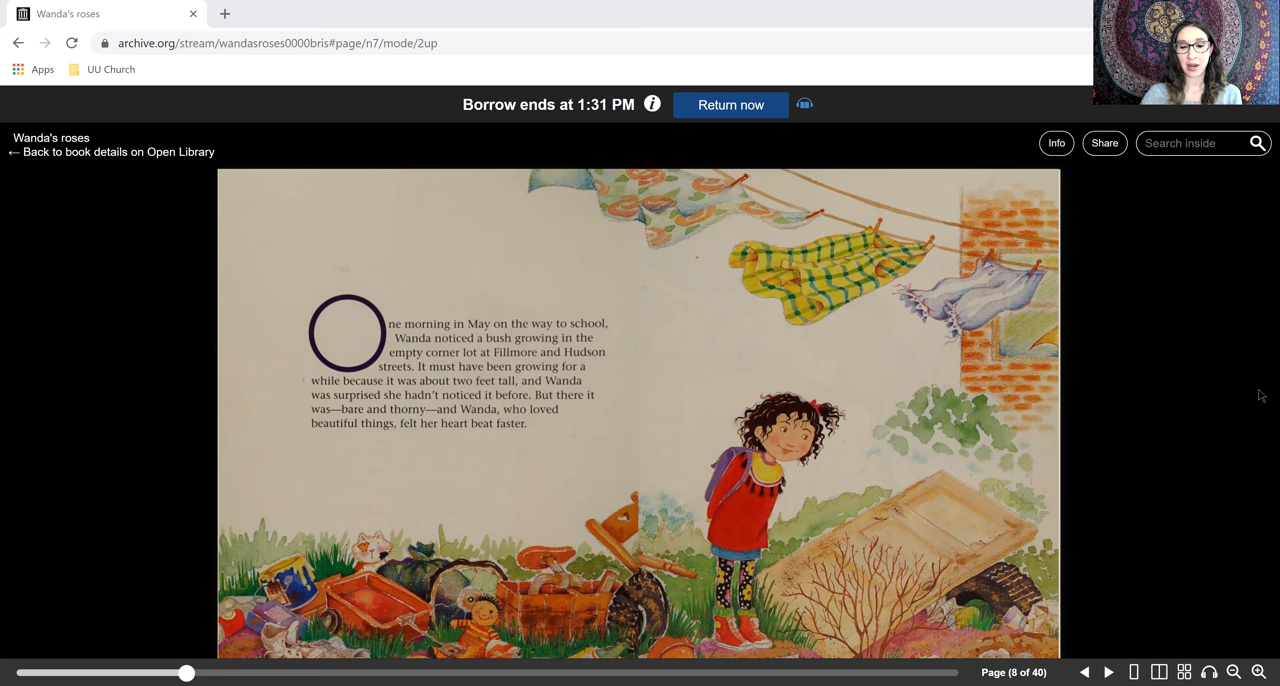 Wanda's roses
archive.org/stream/wandasroses0000bris#page/n7/mode/2up
Apps
UU Church
Borrow ends at 1:31 PM
Return now
Wanda's roses
← Back to book details on Open Library
Info
Share
Search inside
One morning in May on the way to school,
Wanda noticed a bush growing in the
empty corner lot at Fillmore and Hudson
streets. It must have been growing for a
while because it was about two feet tall, and Wanda
was surprised she hadn't noticed it before. But there it
was—bare and thorny—and Wanda, who loved
beautiful things, felt her heart beat faster.
Page (8 of 40)